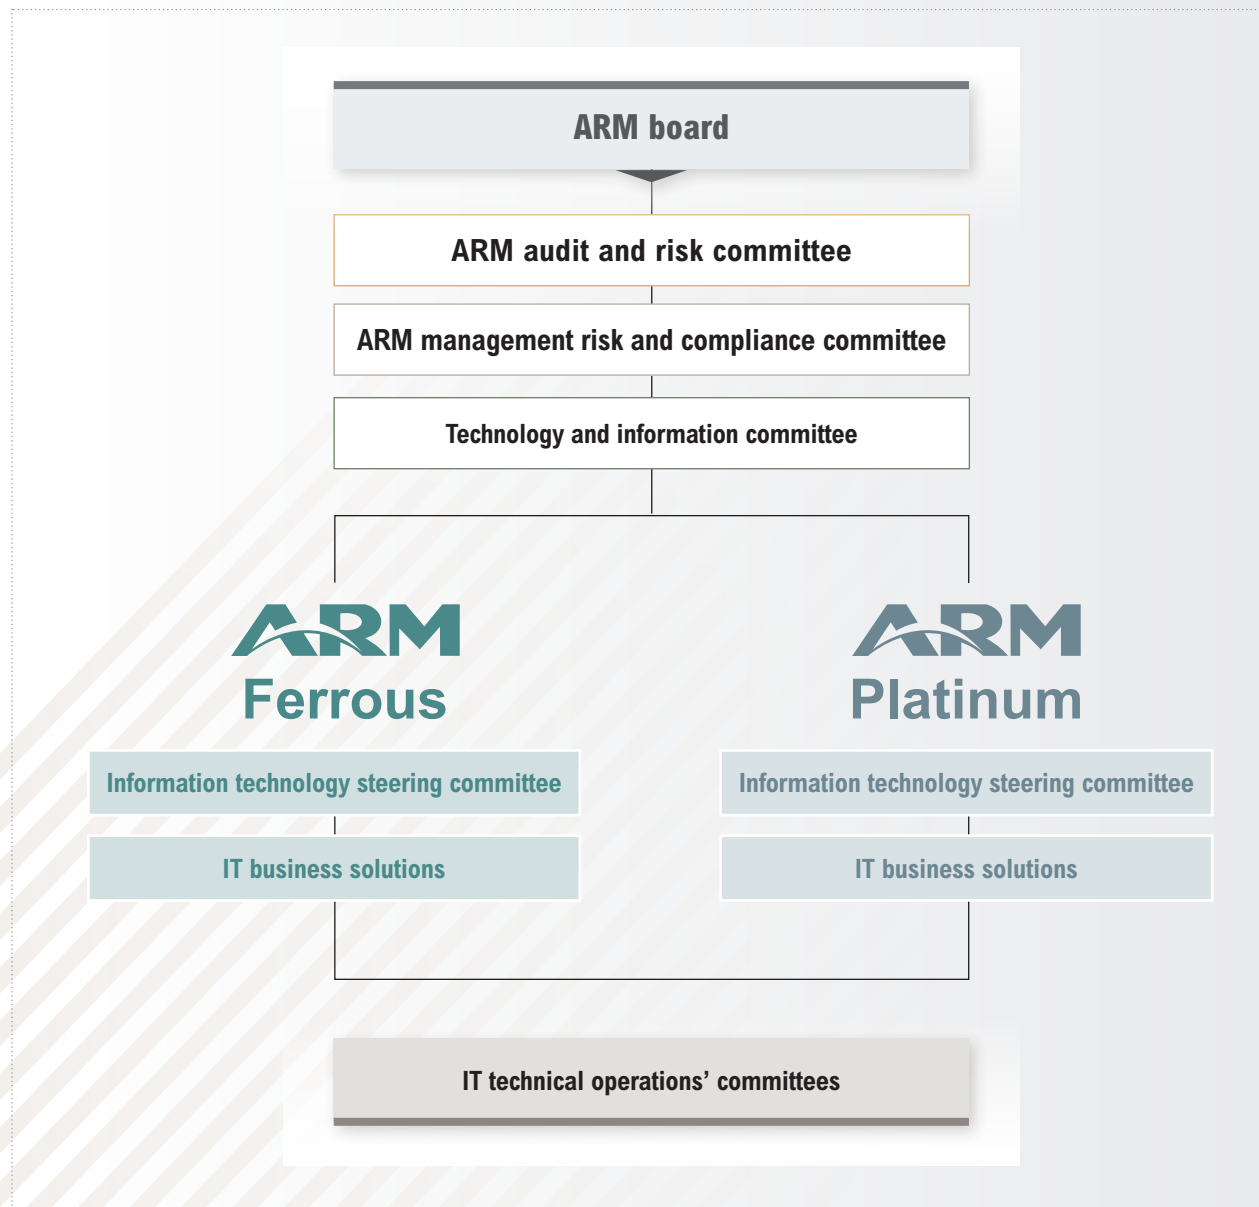 ARM board
ARM audit and risk committee
ARM management risk and compliance committee
Technology and information committee
ARM
Ferrous
ARM
Platinum
Information technology steering committee
Information technology steering committee
IT business solutions
IT business solutions
IT technical operations’ committees